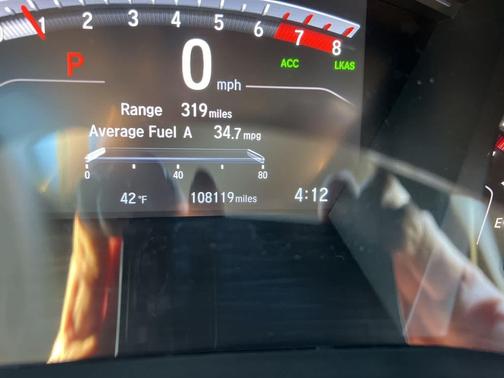 1 2 3 4 5 6 7 8
P 0 mph ACC LKAS
Range 319 miles
Average Fuel A 34.7 mpg
0 40 80
42 °F 108119 miles 4:12